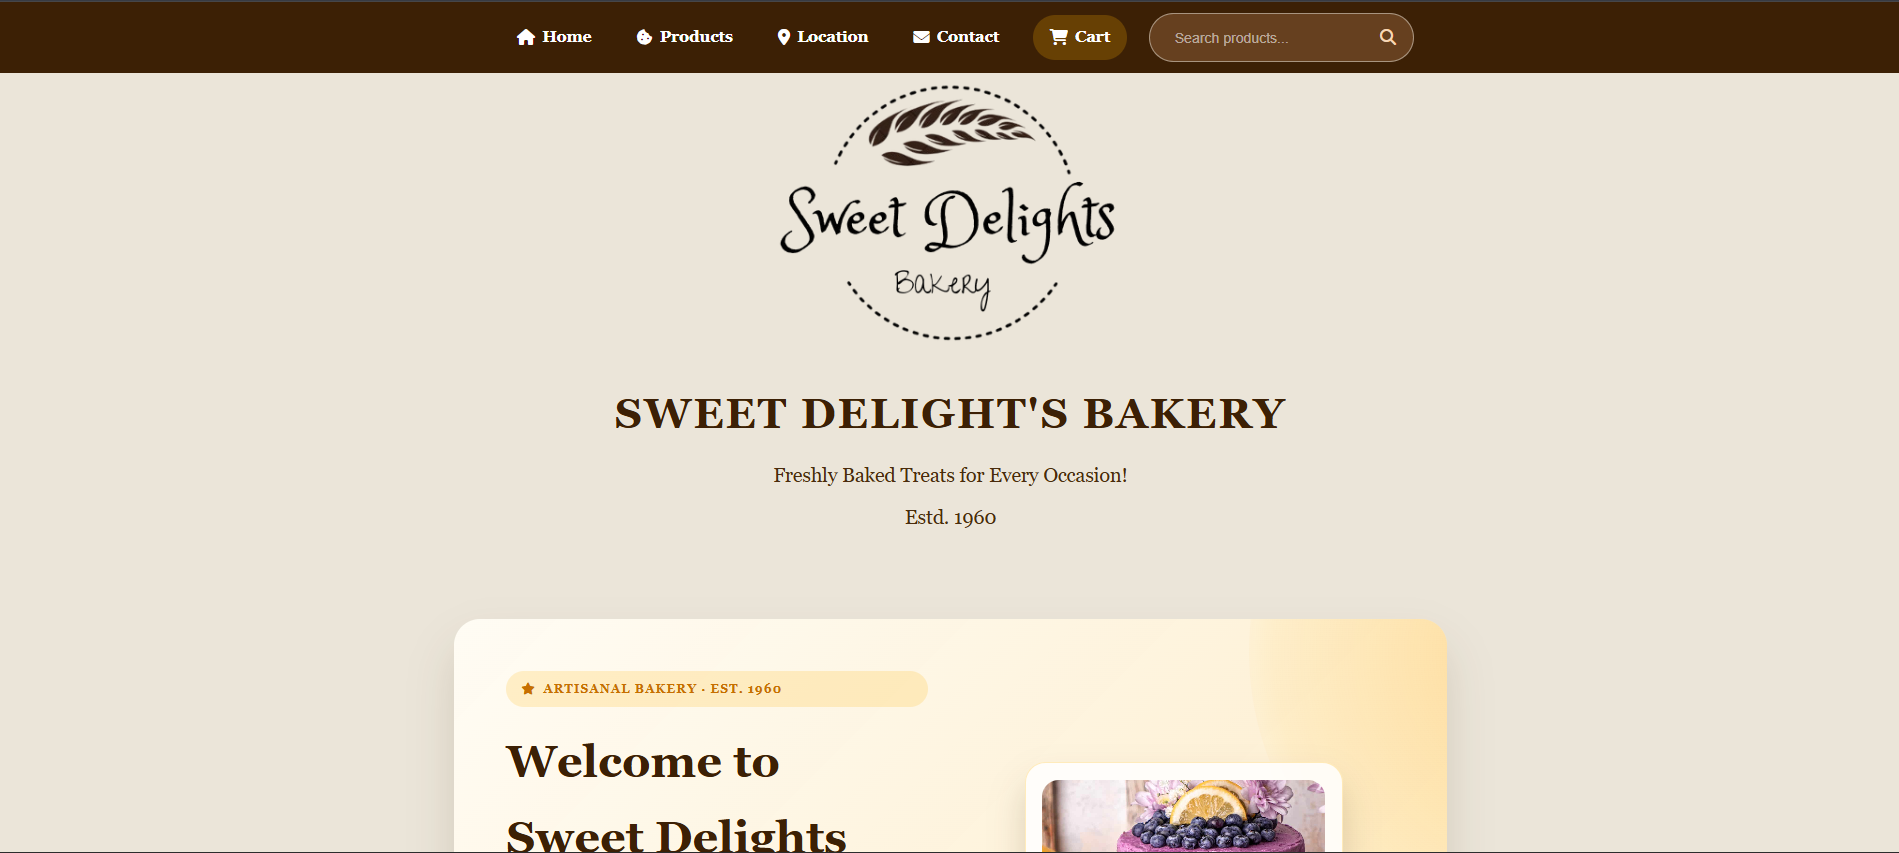 Home Products Location Contact Cart Search products...
Sweet Delights
Bakery
SWEET DELIGHT'S BAKERY
Freshly Baked Treats for Every Occasion!
Estd. 1960
ARTISANAL BAKERY · EST. 1960
Welcome to
Sweet Delights